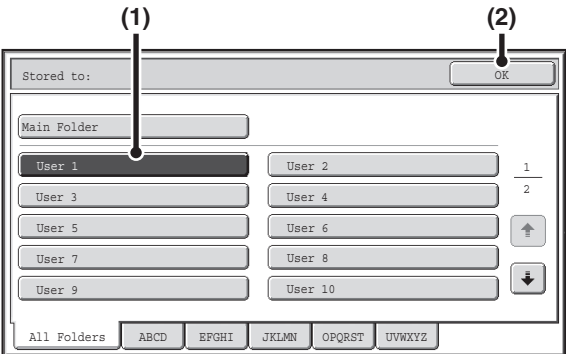 (1) (2)
Stored to: OK
Main Folder
User 1 User 2 1
User 3 User 4 2
User 5 User 6
User 7 User 8
User 9 User 10
All Folders ABCD EFGHI JKLMN OPQRST UVWXYZ